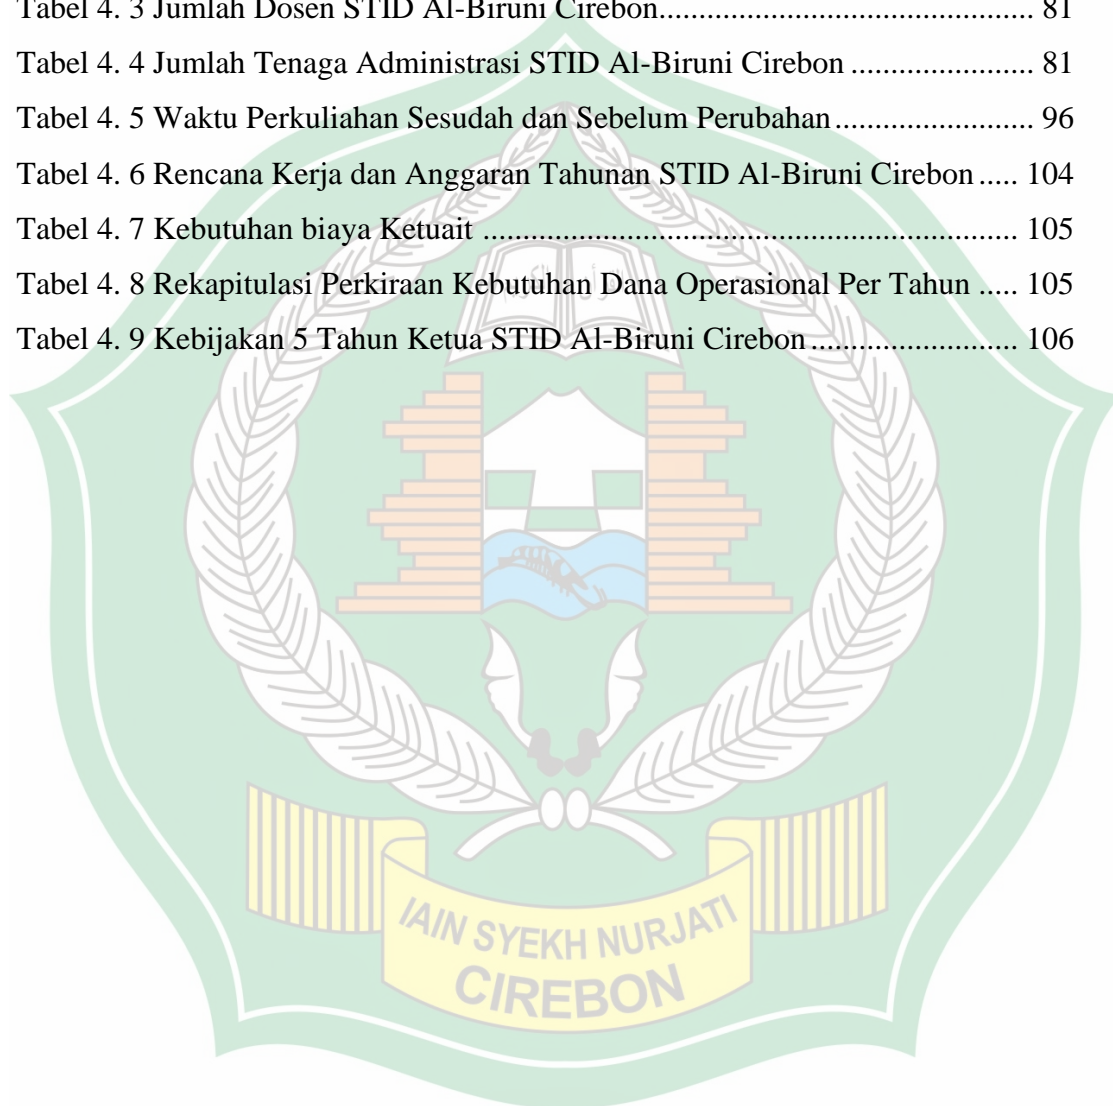 Tabel 4. 3 Jumlah Dosen STID Al-Biruni Cirebon.......................................... 81
Tabel 4. 4 Jumlah Tenaga Administrasi STID Al-Biruni Cirebon ....................... 81
Tabel 4. 5 Waktu Perkuliahan Sesudah dan Sebelum Perubahan......................... 96
Tabel 4. 6 Rencana Kerja dan Anggaran Tahunan STID Al-Biruni Cirebon ..... 104
Tabel 4. 7 Kebutuhan biaya Ketuait ................................................................... 105
Tabel 4. 8 Rekapitulasi Perkiraan Kebutuhan Dana Operasional Per Tahun ..... 105
Tabel 4. 9 Kebijakan 5 Tahun Ketua STID Al-Biruni Cirebon.......................... 106
IAIN SYEKH NURJATI
CIREBON